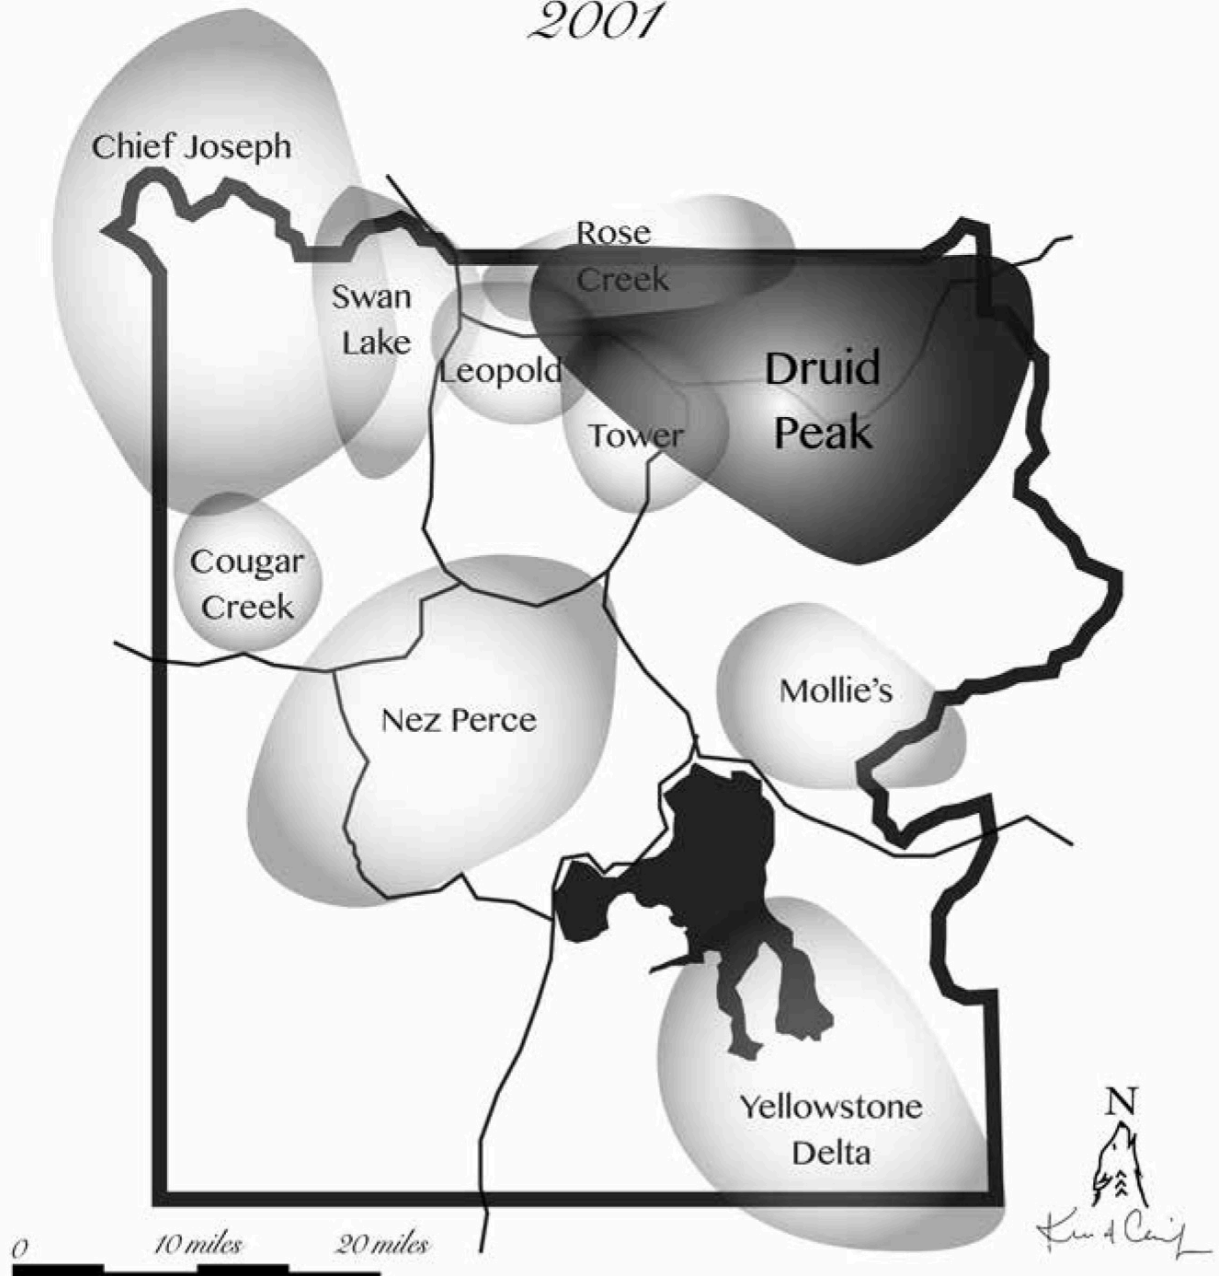 2001
Chief Joseph
Rose
Creek
Swan
Lake
Leopold
Druid
Peak
Tower
Cougar
Creek
Mollie's
Nez Perce
Yellowstone
Delta
N
0 10 miles 20 miles